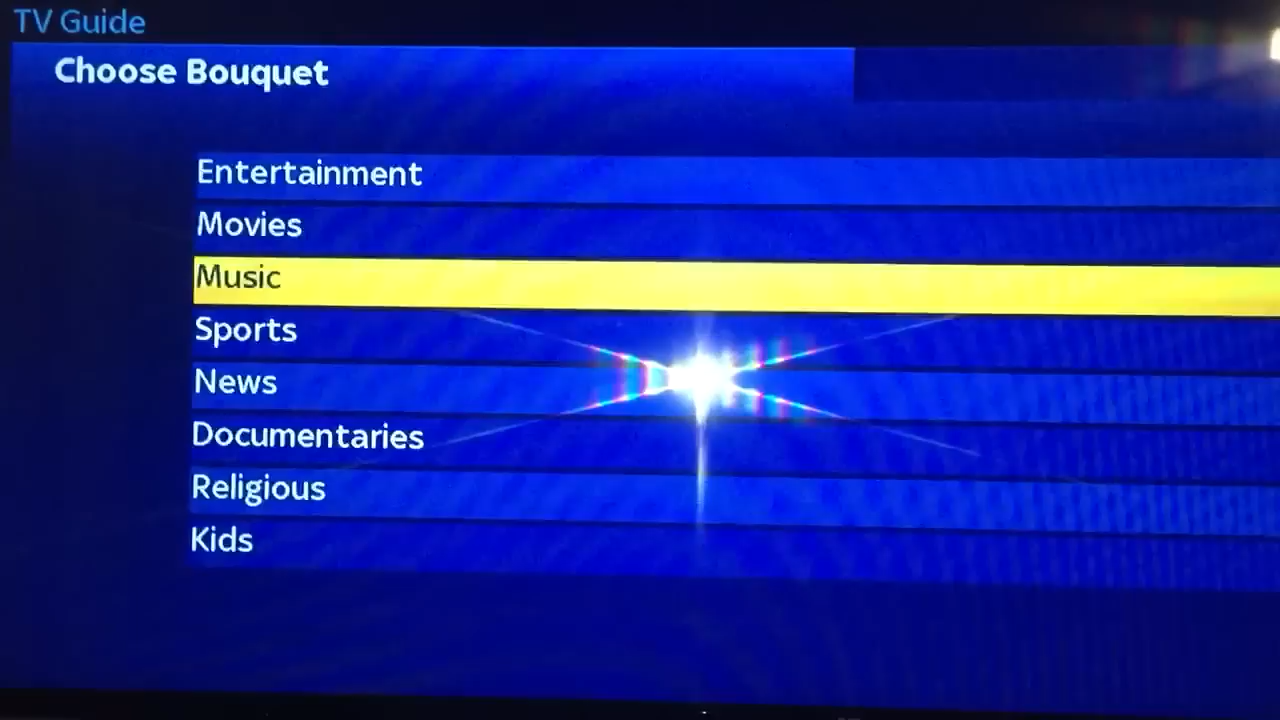 TV Guide
Choose Bouquet
Entertainment
Movies
Music
Sports
News
Documentaries
Religious
Kids